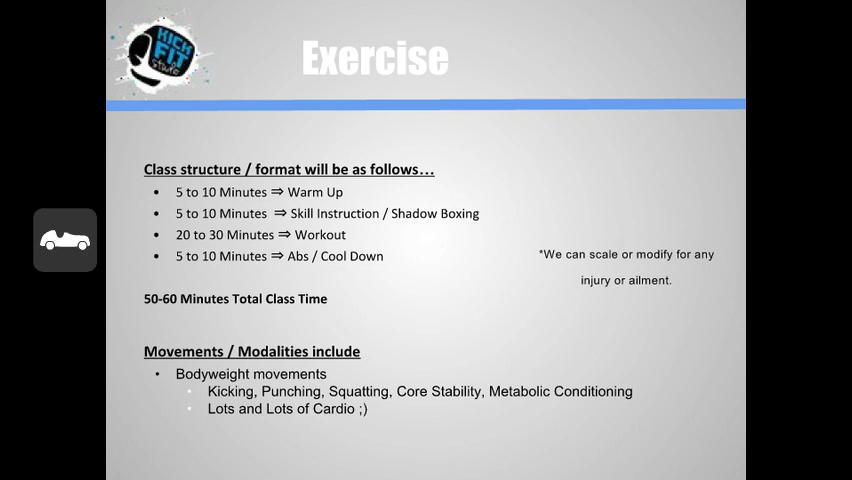 KICK
FIT
Studio
Exercise
Class structure / format will be as follows…
• 5 to 10 Minutes ⇒ Warm Up
• 5 to 10 Minutes ⇒ Skill Instruction / Shadow Boxing
• 20 to 30 Minutes ⇒ Workout
• 5 to 10 Minutes ⇒ Abs / Cool Down
*We can scale or modify for any
injury or ailment.
50-60 Minutes Total Class Time
Movements / Modalities include
• Bodyweight movements
• Kicking, Punching, Squatting, Core Stability, Metabolic Conditioning
• Lots and Lots of Cardio ;)